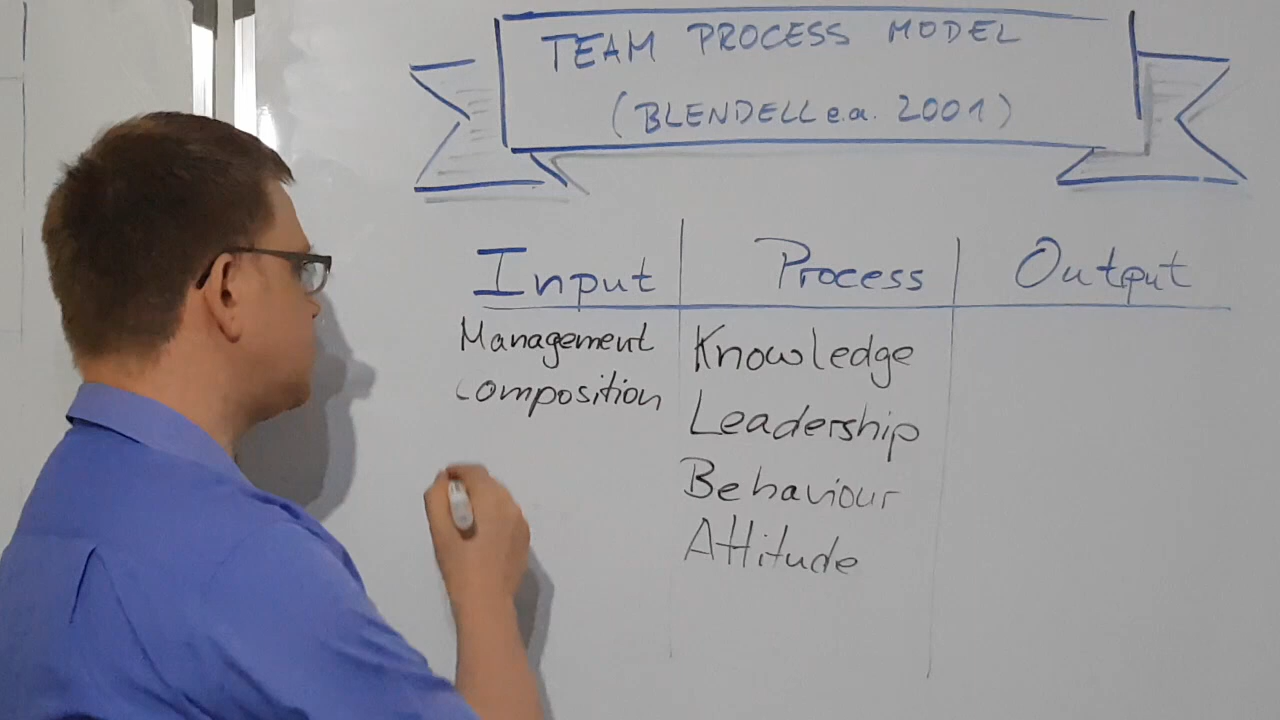 TEAM PROCESS MODEL
(BLENDELL e.a. 2001)
Input Process Output
Management
composition
Knowledge
Leadership
Behaviour
Attitude